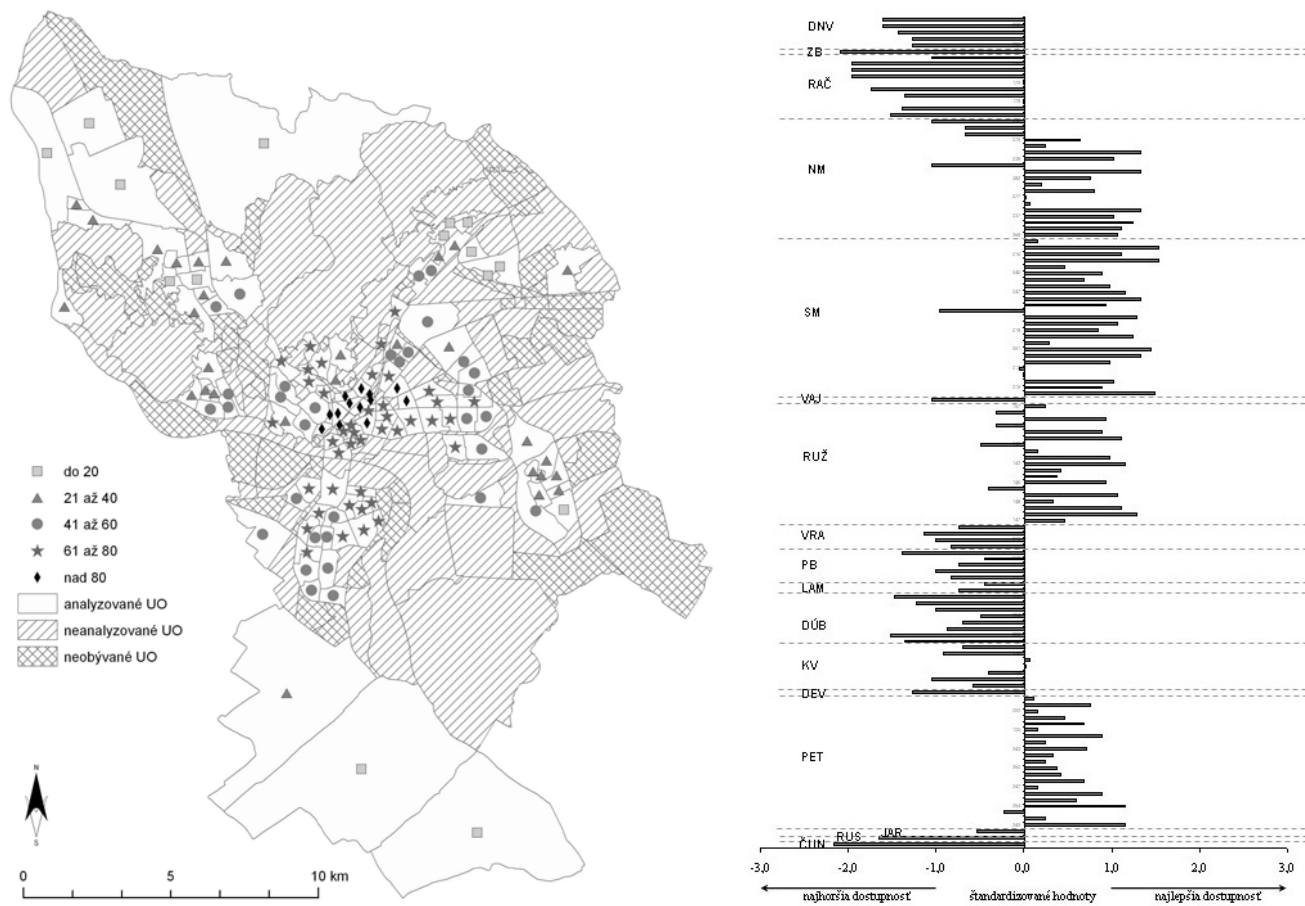 do 20
21 až 40
41 až 60
61 až 80
nad 80
analyzované UO
neanalyzované UO
neobývané UO
N
S
0 5 10 km
DNV
ZB
RAČ
NM
SM
VAJ
RUŽ
VRA
PB
LAM
DÚB
KV
DEV
PET
JAR
RUS
ČUN
-3,0 -2,0 -1,0 0,0 1,0 2,0 3,0
najhoršia dostupnosť štandardizované hodnoty najlepšia dostupnosť